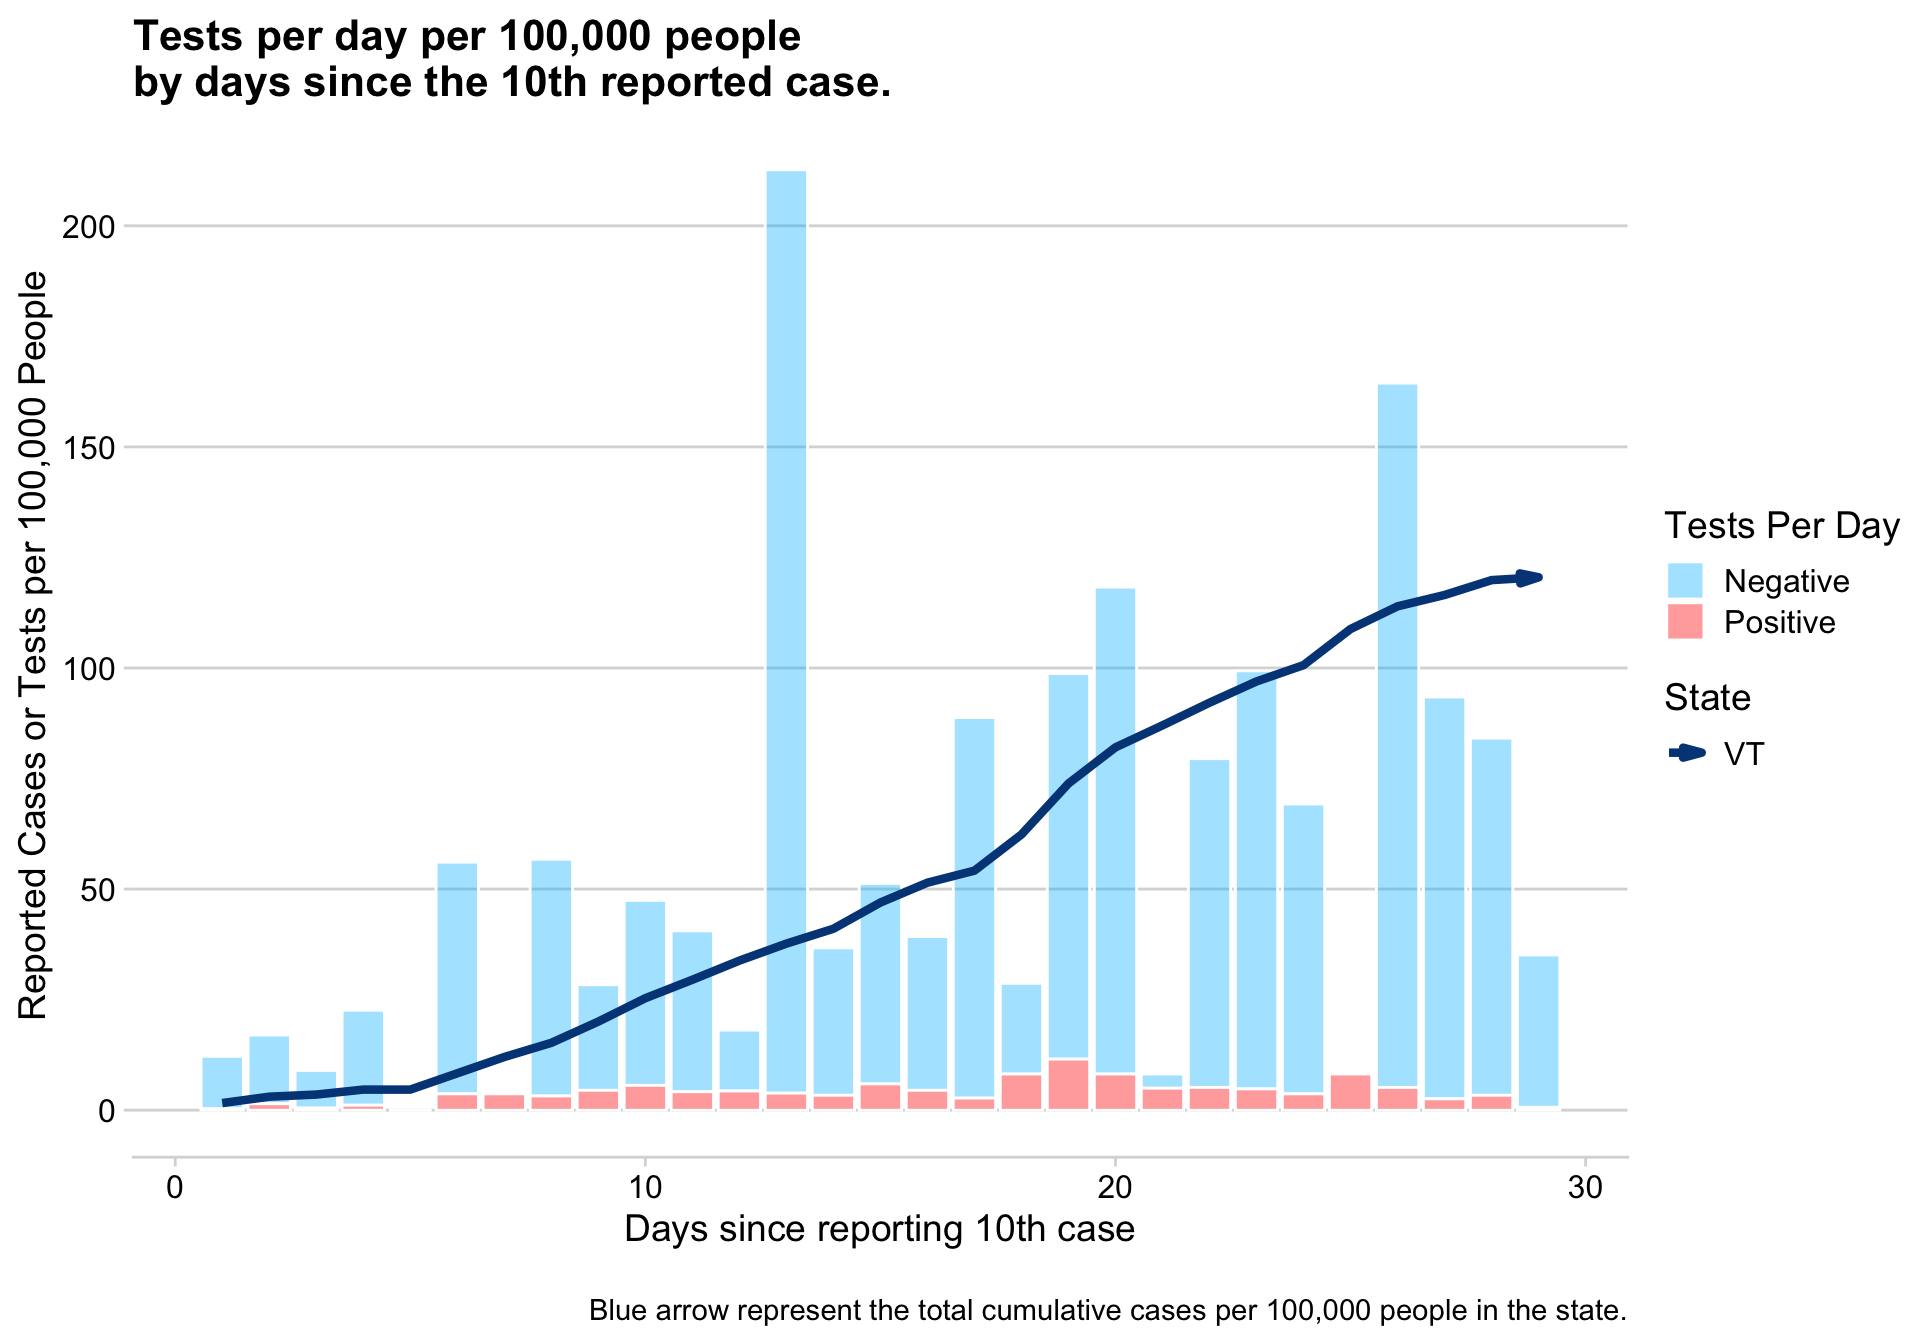 Tests per day per 100,000 people
by days since the 10th reported case.
Reported Cases or Tests per 100,000 People
200
150
100
50
0
0
10
20
30
Days since reporting 10th case
Tests Per Day
Negative
Positive
State
VT
Blue arrow represent the total cumulative cases per 100,000 people in the state.